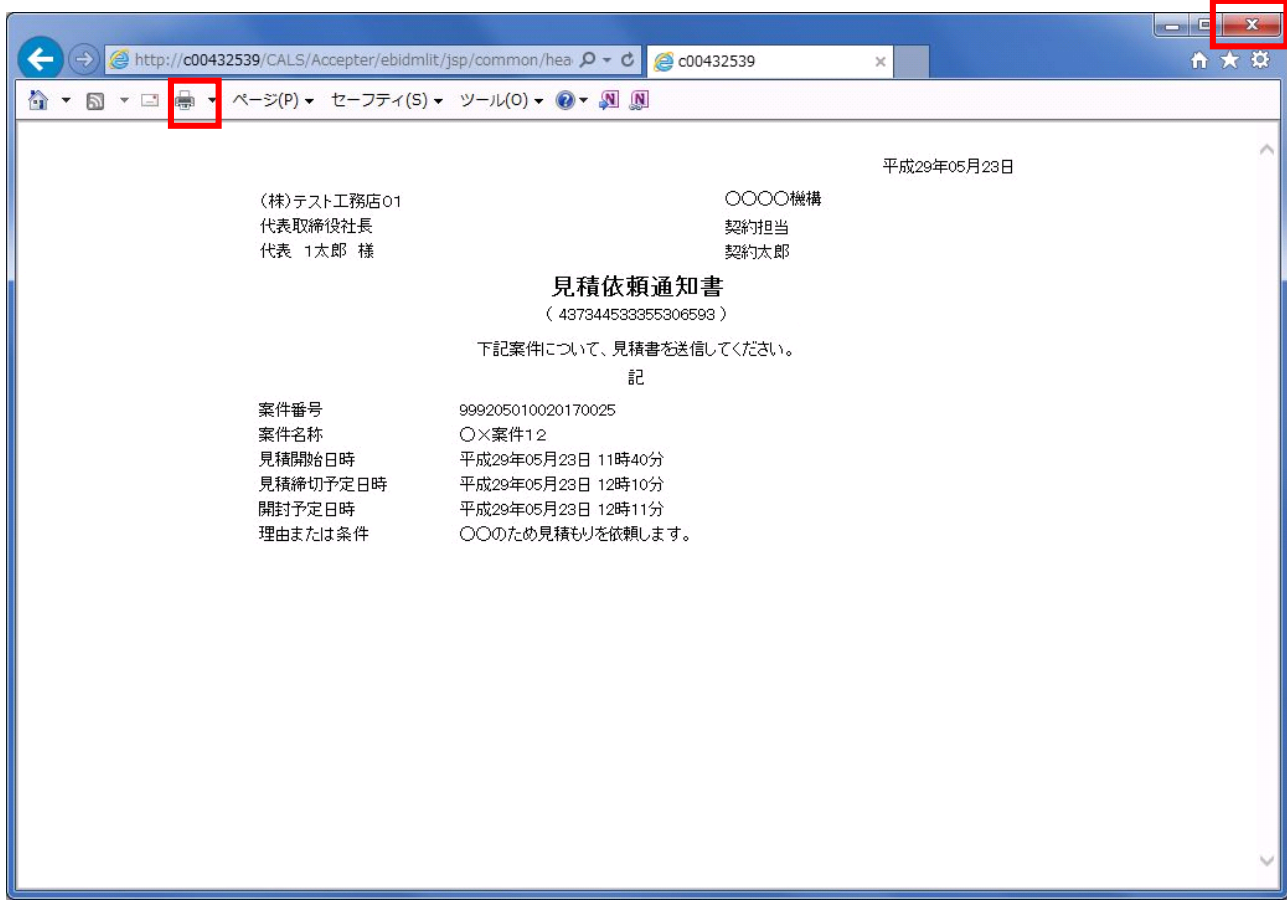 http://c00432539/CALS/Accepter/ebidmlit/jsp/common/hea
c00432539
ページ(P) セーフティ(S) ツール(O)
平成29年05月23日
(株)テスト工務店01
○○○○機構
代表取締役社長
契約担当
代表 1太郎 様
契約太郎
見積依頼通知書
( 437344533355306593 )
下記案件について、見積書を送信してください。
記
案件番号 999205010020170025
案件名称 ○×案件12
見積開始日時 平成29年05月23日 11時40分
見積締切予定日時 平成29年05月23日 12時10分
開封予定日時 平成29年05月23日 12時11分
理由または条件 ○○のため見積もりを依頼します。